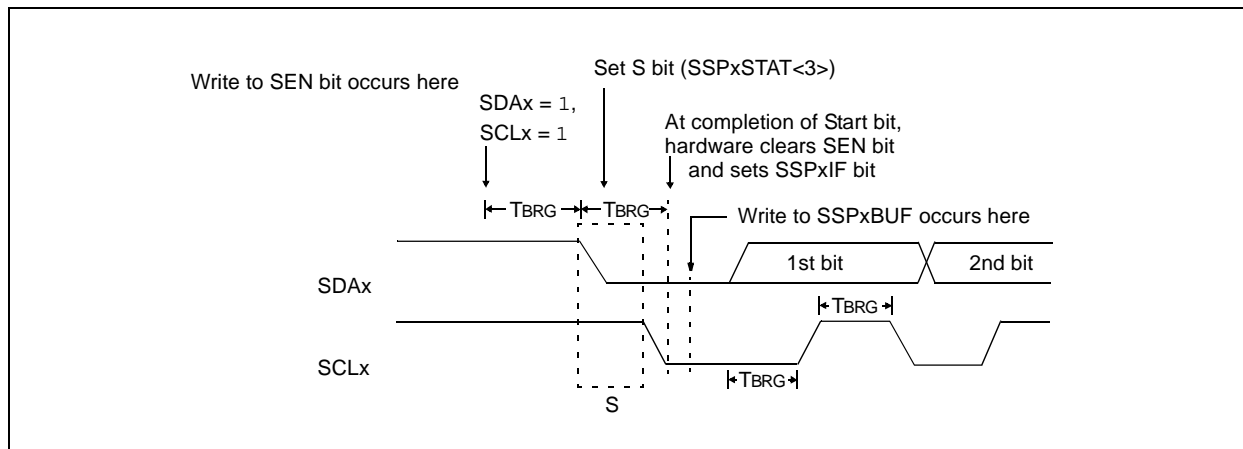 Write to SEN bit occurs here
Set S bit (SSPxSTAT<3>)
SDAx = 1,
SCLx = 1
At completion of Start bit,
hardware clears SEN bit
and sets SSPxIF bit
TBRG
TBRG
Write to SSPxBUF occurs here
SDAx
1st bit
2nd bit
TBRG
SCLx
TBRG
S